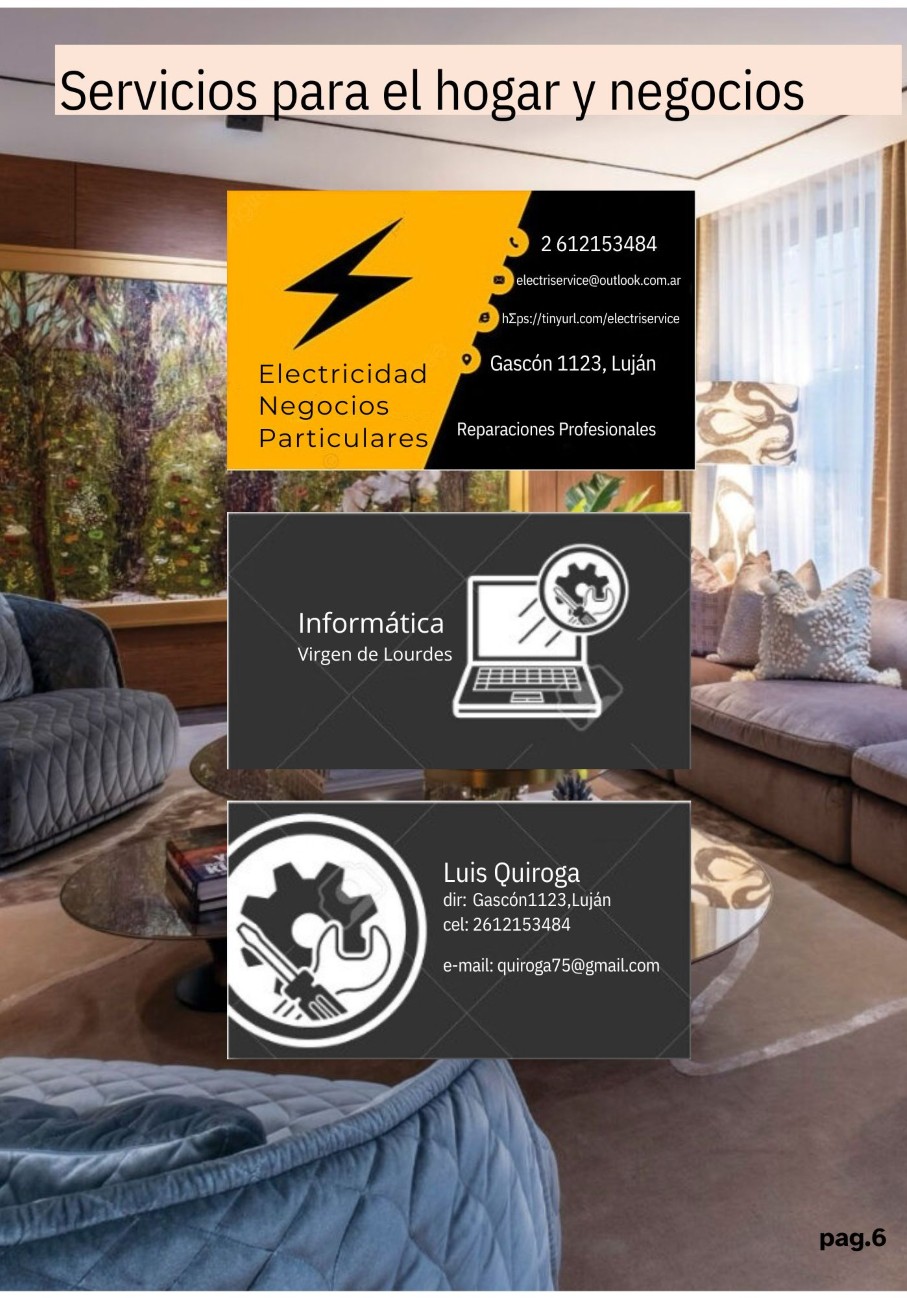 Servicios para el hogar y negocios
2 612153484
electriservice@outlook.com.ar
hΣps://tinyurl.com/electriservice
Gascón 1123, Luján
Electricidad
Negocios
Particulares
Reparaciones Profesionales
Informática
Virgen de Lourdes
Luis Quiroga
dir: Gascón1123,Luján
cel: 2612153484
e-mail: quiroga75@gmail.com
pag.6